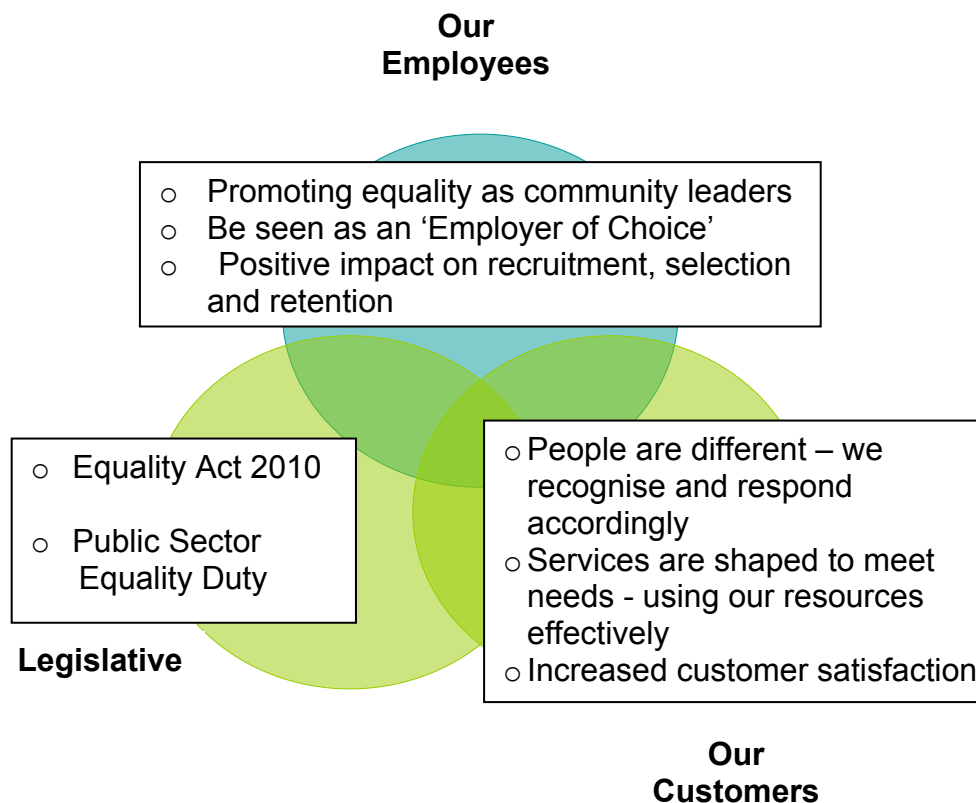 Our
Employees
○ Promoting equality as community leaders
○ Be seen as an ‘Employer of Choice’
○ Positive impact on recruitment, selection
and retention
○ Equality Act 2010
○ Public Sector
Equality Duty
Legislative
○ People are different – we
recognise and respond
accordingly
○ Services are shaped to meet
needs - using our resources
effectively
○ Increased customer satisfaction
Our
Customers